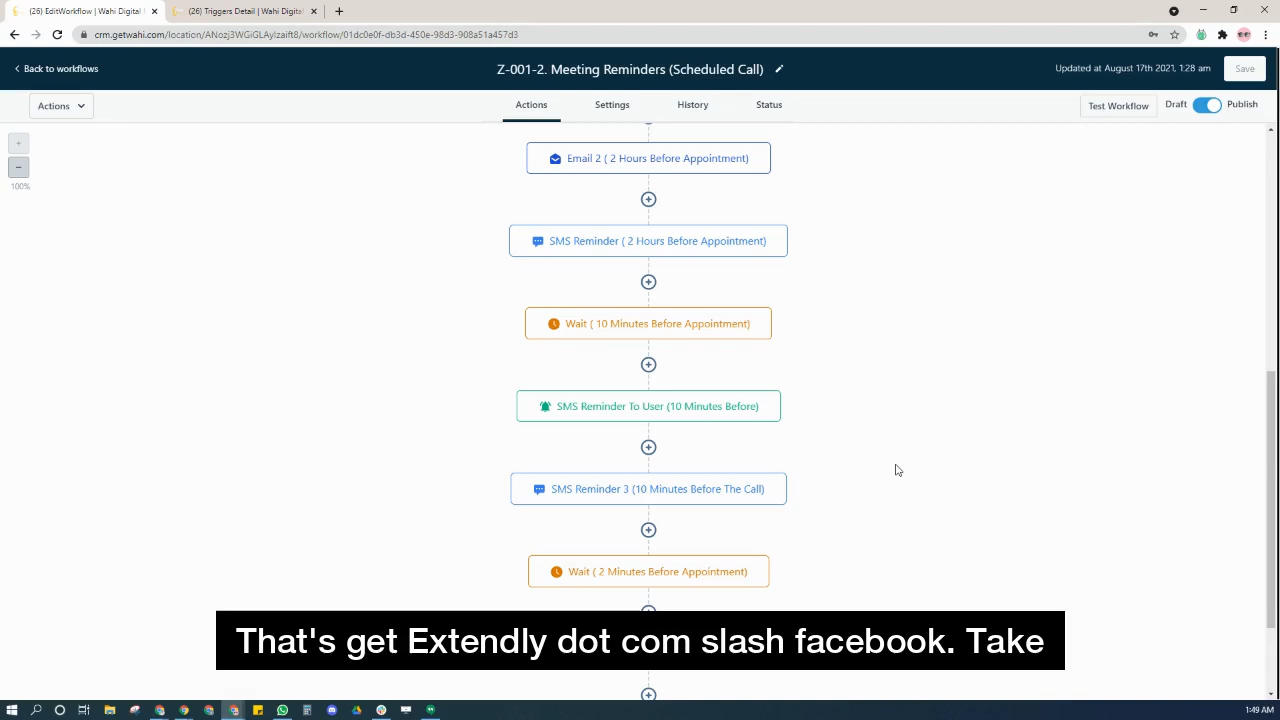 (26) EditWorkflow | Wahi Digital
(26) Triggers Detail | Wahi Digita
crm.getwahi.com/location/ANozj3WGiGLAyIzaift8/workflow/01dc0e0f-db3d-450e-98d3-908a51a457d3
Back to workflows
Z-001-2. Meeting Reminders (Scheduled Call)
Updated at August 17th 2021, 1:28 am
Save
Actions
Actions
Settings
History
Status
Test Workflow
Draft
Publish
100%
Email 2 ( 2 Hours Before Appointment)
SMS Reminder ( 2 Hours Before Appointment)
Wait ( 10 Minutes Before Appointment)
SMS Reminder To User (10 Minutes Before)
SMS Reminder 3 (10 Minutes Before The Call)
Wait ( 2 Minutes Before Appointment)
That's get Extendly dot com slash facebook. Take
1:49 AM